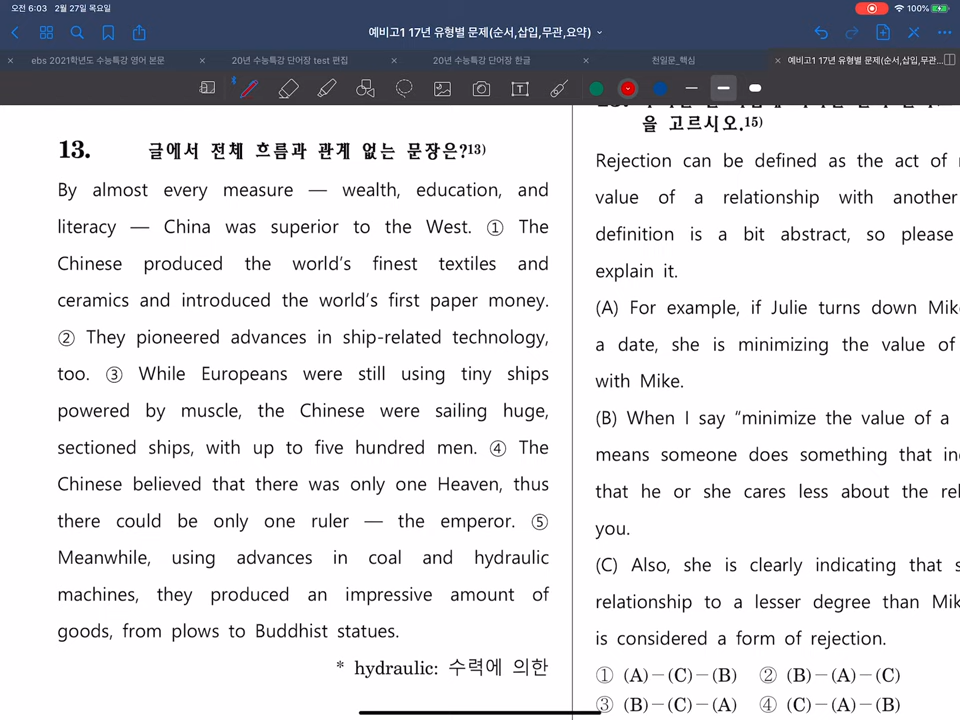 오전 6:03 2월 27일 목요일
100%
예비고1 17년 유형별 문제(순서,삽입,무관,요약)
ebs 2021학년도 수능특강 영어 본문
20년 수능특강 단어장 test 편집
20년 수능특강 단어장 한글
천일문_핵심
예비고1 17년 유형별 문제(순서,삽입,무관,...
13. 글에서 전체 흐름과 관계 없는 문장은?13)
By almost every measure — wealth, education, and
literacy — China was superior to the West. ① The
Chinese produced the world's finest textiles and
ceramics and introduced the world's first paper money.
② They pioneered advances in ship-related technology,
too. ③ While Europeans were still using tiny ships
powered by muscle, the Chinese were sailing huge,
sectioned ships, with up to five hundred men. ④ The
Chinese believed that there was only one Heaven, thus
there could be only one ruler — the emperor. ⑤
Meanwhile, using advances in coal and hydraulic
machines, they produced an impressive amount of
goods, from plows to Buddhist statues.
* hydraulic: 수력에 의한
을 고르시오.15)
Rejection can be defined as the act of
value of a relationship with another
definition is a bit abstract, so please
explain it.
(A) For example, if Julie turns down Mik
a date, she is minimizing the value of
with Mike.
(B) When I say “minimize the value of a
means someone does something that in
that he or she cares less about the rel
you.
(C) Also, she is clearly indicating that s
relationship to a lesser degree than Mik
is considered a form of rejection.
① (A)－(C)－(B) ② (B)－(A)－(C)
③ (B)－(C)－(A) ④ (C)－(A)－(B)